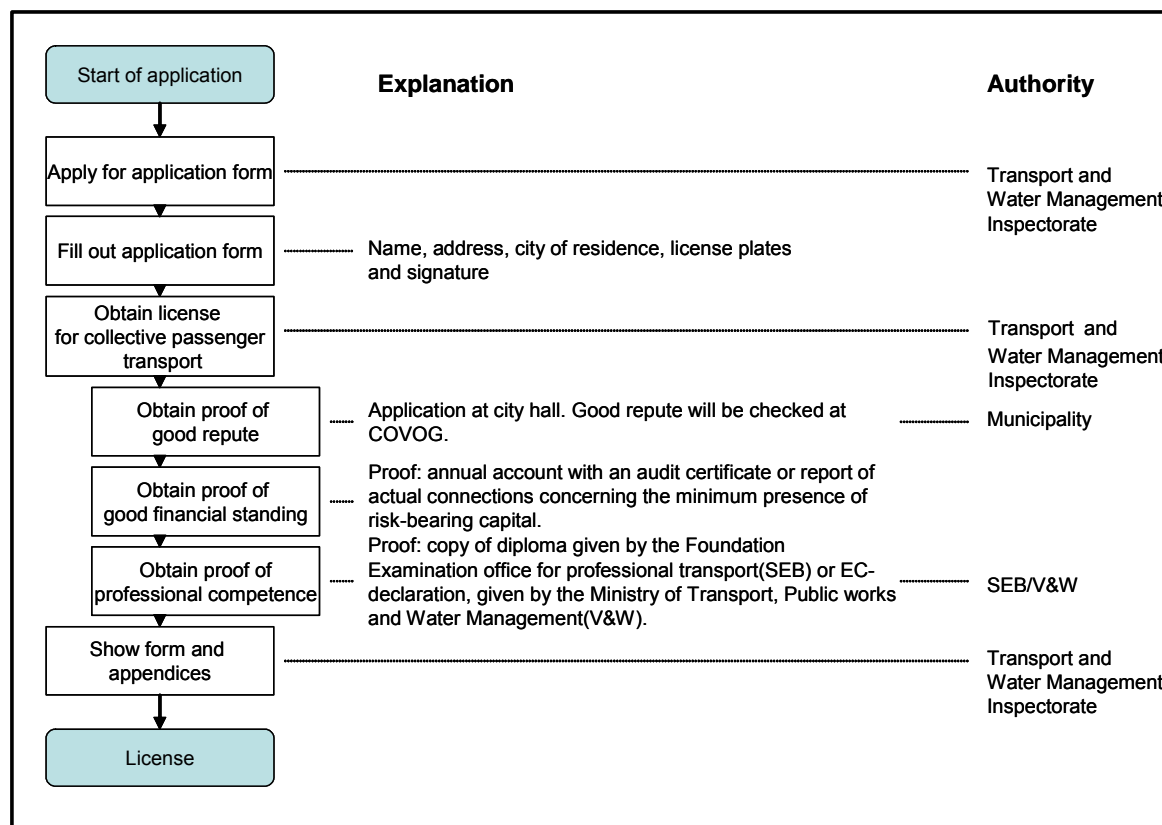 Start of application
Explanation
Authority
Apply for application form
Transport and
Water Management
Inspectorate
Fill out application form
Name, address, city of residence, license plates
and signature
Obtain license
for collective passenger
transport
Transport and
Water Management
Inspectorate
Obtain proof of
good repute
Application at city hall. Good repute will be checked at
COVOG.
Municipality
Obtain proof of
good financial standing
Proof: annual account with an audit certificate or report of
actual connections concerning the minimum presence of
risk-bearing capital.
Obtain proof of
professional competence
Proof: copy of diploma given by the Foundation
Examination office for professional transport(SEB) or EC-
declaration, given by the Ministry of Transport, Public works
and Water Management(V&W).
SEB/V&W
Show form and
appendices
Transport and
Water Management
Inspectorate
License